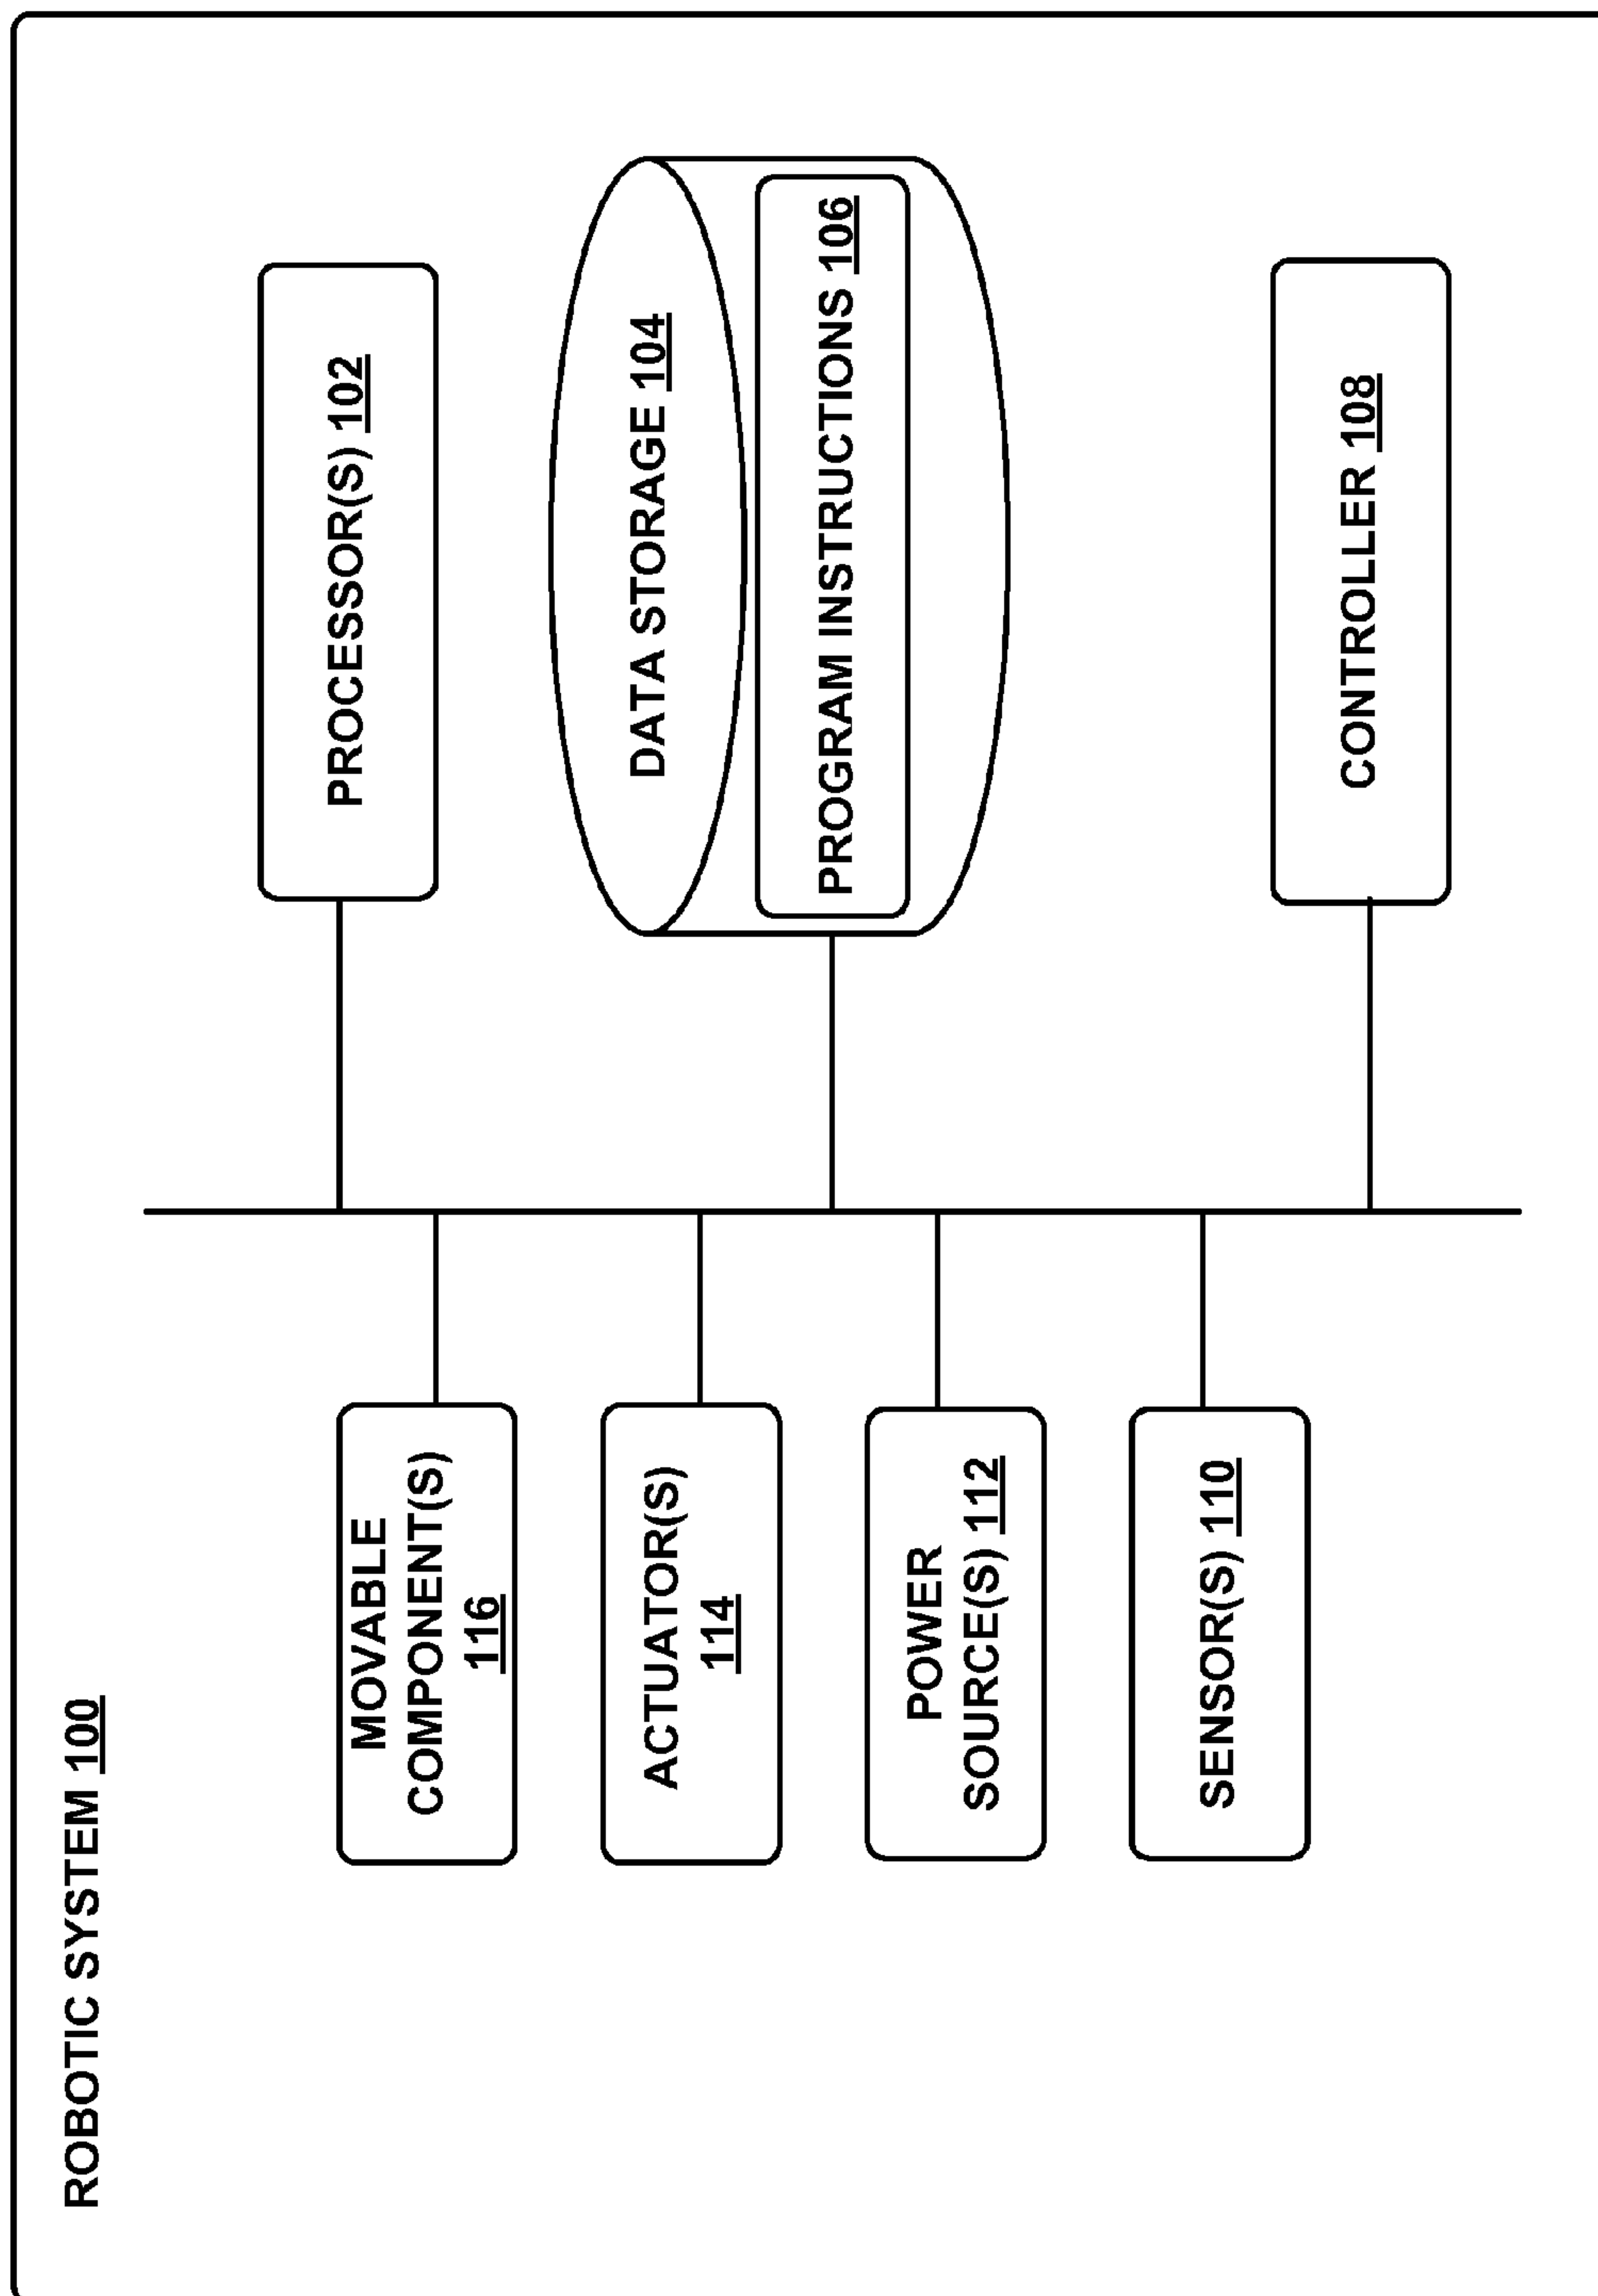 ROBOTIC SYSTEM 100
PROCESSOR(S) 102
DATA STORAGE 104
PROGRAM INSTRUCTIONS 106
CONTROLLER 108
MOVABLE
COMPONENT(S)
116
ACTUATOR(S)
114
POWER
SOURCE(S) 112
SENSOR(S) 110